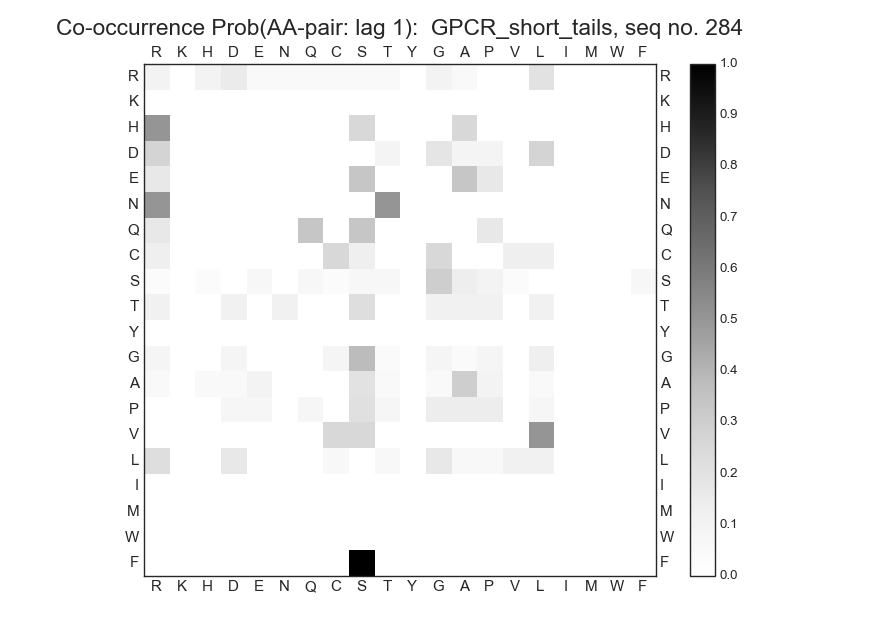 Co-occurrence Prob(AA-pair: lag 1):  GPCR_short_tails, seq no. 284
R K H D E N Q C S T Y G A P V L I M W F
1.0
R R
0.9
K K
H H
0.8
D D
E E
0.7
N N
0.6
Q Q
C C
0.5
S S
T T
0.4
Y Y
G G
0.3
A A
P P
0.2
V V
L L
0.1
I I
M M
W W
F F
0.0
R K H D E N Q C S T Y G A P V L I M W F